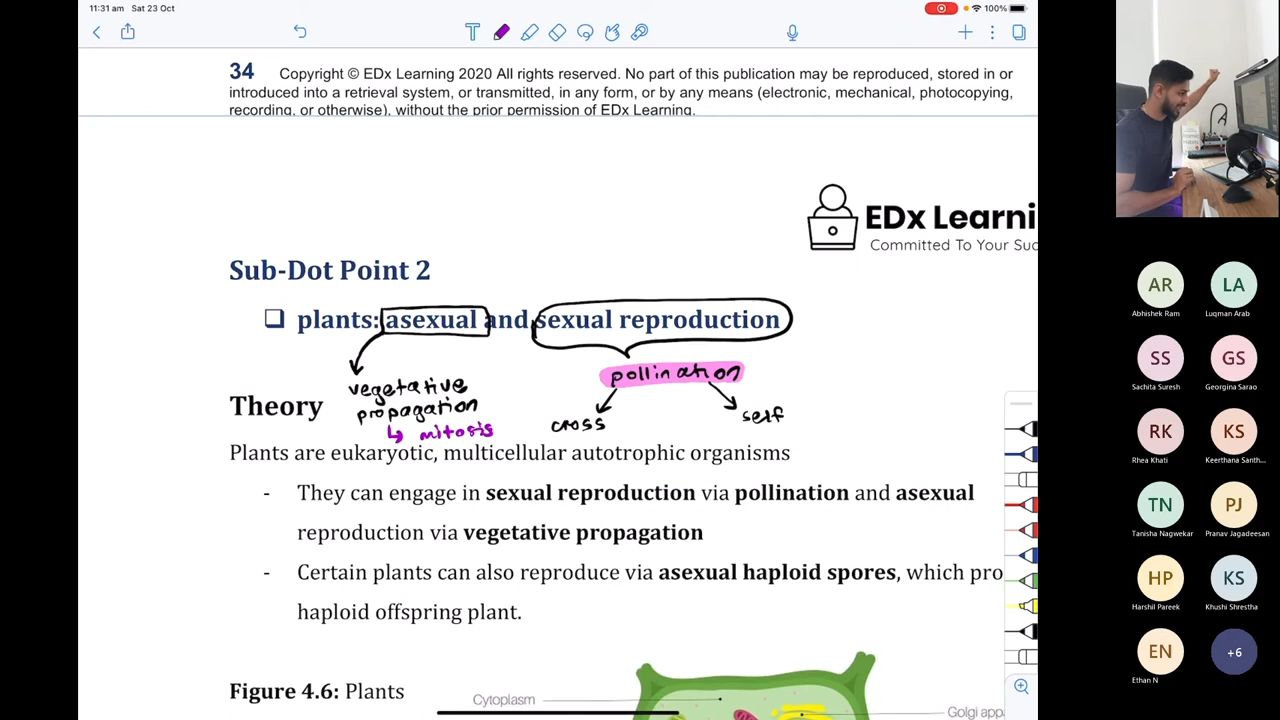 11:31 am Sat 23 Oct
100%
34 Copyright © EDx Learning 2020 All rights reserved. No part of this publication may be reproduced, stored in or
introduced into a retrieval system, or transmitted, in any form, or by any means (electronic, mechanical, photocopying,
recording, or otherwise), without the prior permission of EDx Learning.
EDx Learni
Committed To Your Suc
Sub-Dot Point 2
❑ plants: asexual and sexual reproduction
pollination
cross
self
vegetative
propagation
↳ mitosis
Theory
Plants are eukaryotic, multicellular autotrophic organisms
- They can engage in sexual reproduction via pollination and asexual
reproduction via vegetative propagation
- Certain plants can also reproduce via asexual haploid spores, which pro
haploid offspring plant.
Figure 4.6: Plants
Cytoplasm
Golgi app
AR
Abhishek Ram
LA
Luqman Arab
SS
Sachita Suresh
GS
Georgina Sarao
RK
Rhea Khati
KS
Keerthana Santh...
TN
Tanisha Nagwekar
PJ
Pranav Jagadeesan
HP
Harshil Pareek
KS
Khushi Shrestha
EN
Ethan N
+6